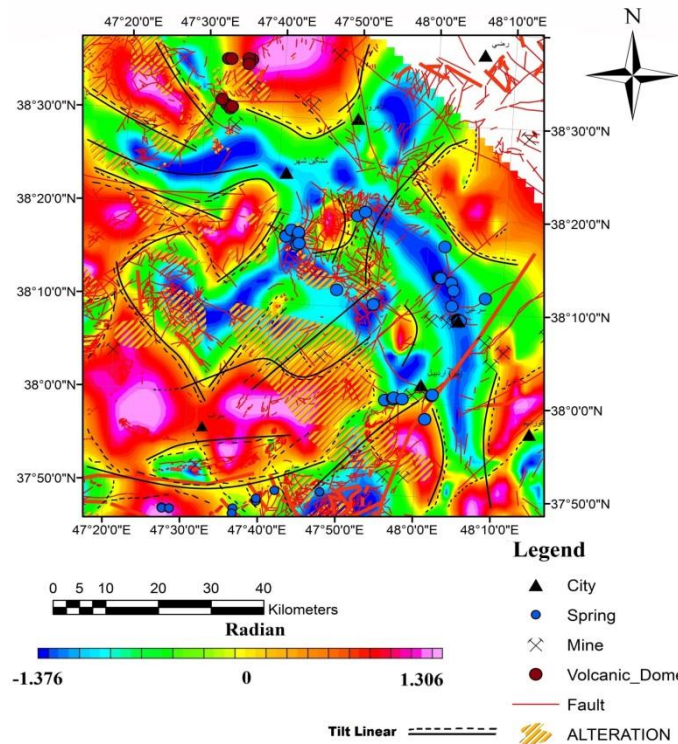 47°20'0"E 47°30'0"E 47°40'0"E 47°50'0"E 48°0'0"E 48°10'0"E
N
رضی
38°30'0"N
38°30'0"N
مشگین شهر
38°20'0"N
38°20'0"N
38°10'0"N
38°10'0"N
38°0'0"N
38°0'0"N
37°50'0"N
37°50'0"N
47°20'0"E 47°30'0"E 47°40'0"E 47°50'0"E 48°0'0"E 48°10'0"E
Legend
0 5 10 20 30 40
Kilometers
Radian
-1.376 0 1.306
City
Spring
Mine
Volcanic_Dome
Fault
Tilt Linear
ALTERATION